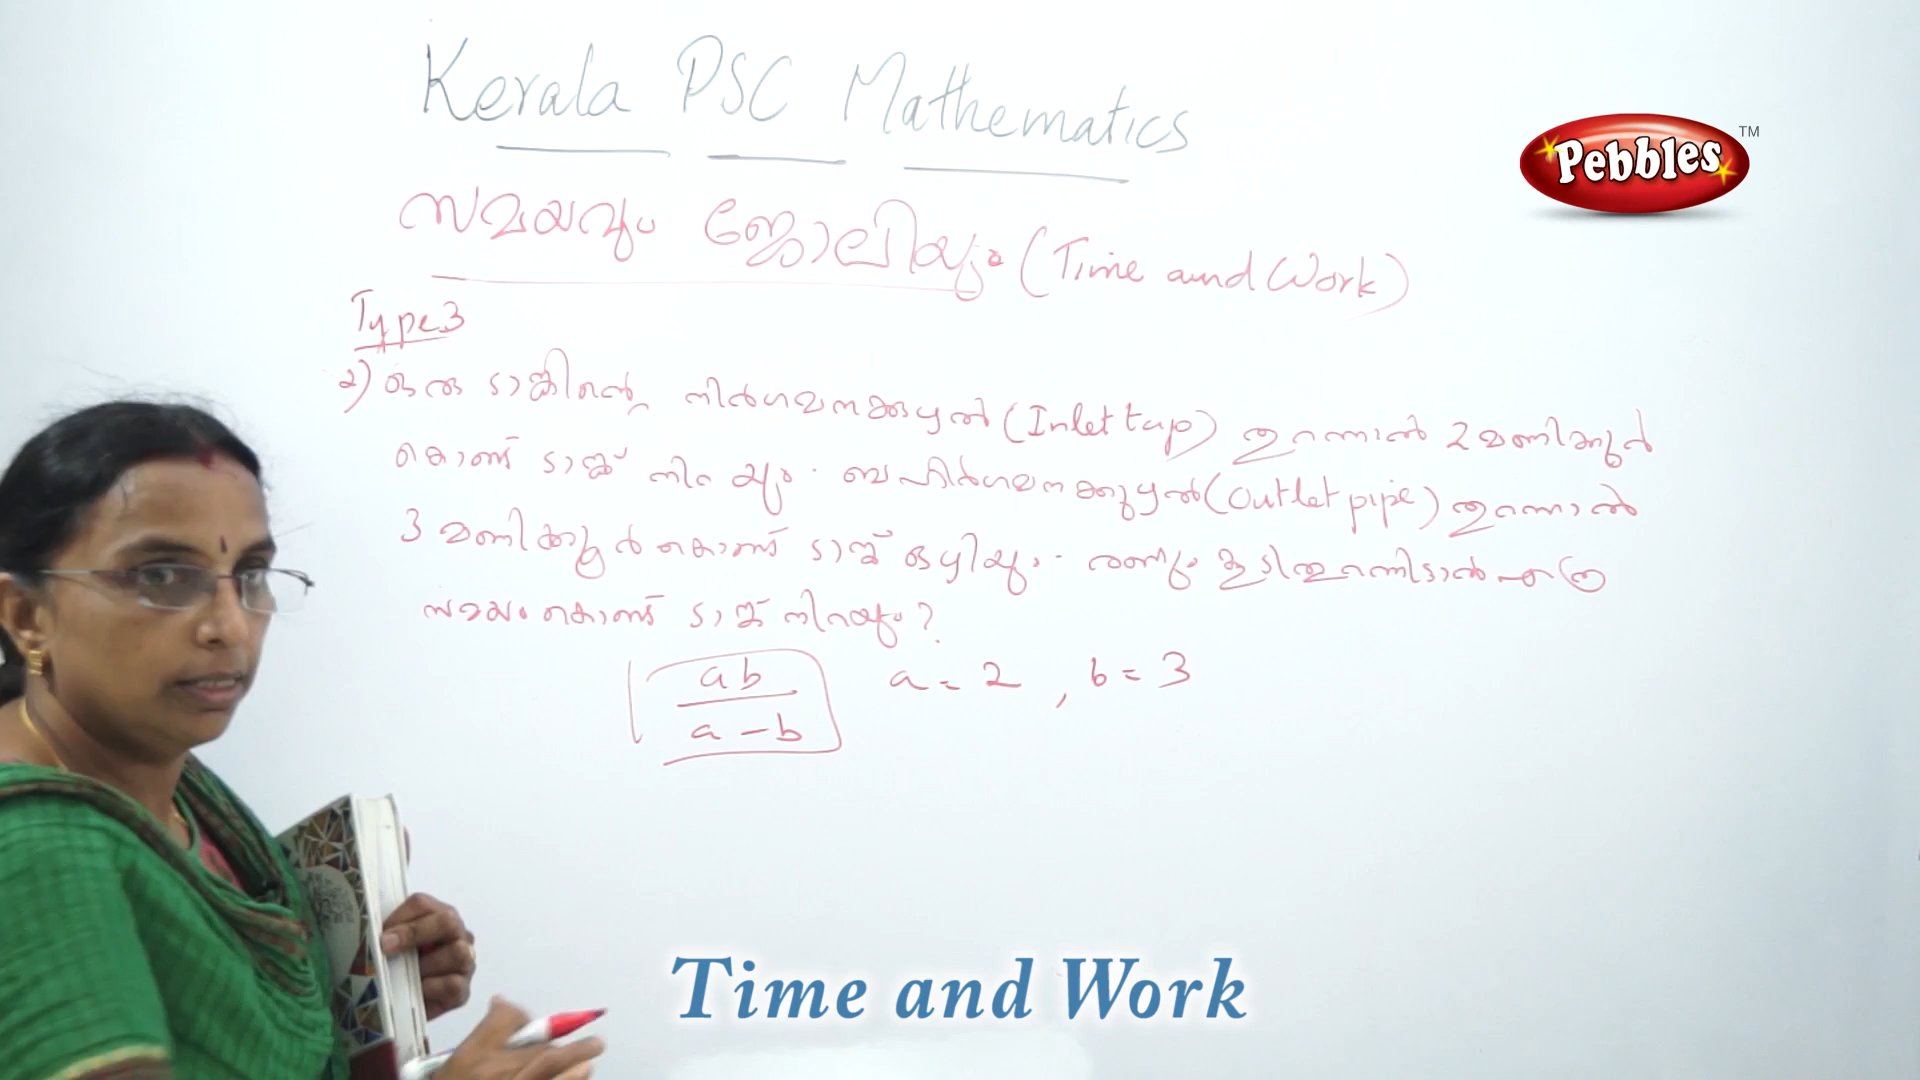 Kerala PSC Mathematics
Pebbles TM
സമയവും ജോലിയും (Time and Work)
Type 3
2) ഒരു ടാങ്കിന്റെ നിർഗമനക്കുഴൽ (Inlet tap) തുറന്നാൽ 2 മണിക്കൂർ
കൊണ്ട് ടാങ്ക് നിറയും. ബഹിർഗമനക്കുഴൽ (Outlet pipe) തുറന്നാൽ
3 മണിക്കൂർ കൊണ്ട് ടാങ്ക് ഒഴിയും. രണ്ടും കൂടി തുറന്നിട്ടാൽ എത്ര
സമയം കൊണ്ട് ടാങ്ക് നിറയും?
ab / a - b a = 2 , b = 3
Time and Work